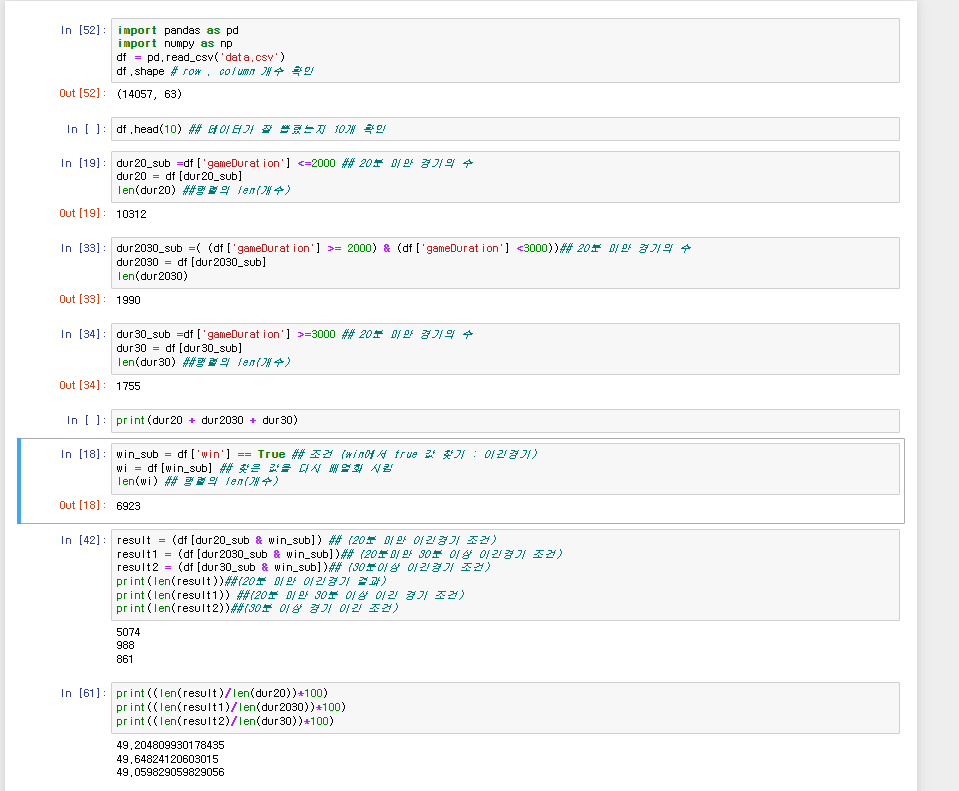 In [52]:
import pandas as pd
import numpy as np
df = pd.read_csv('data.csv')
df.shape # row , column 개수 확인
Out[52]: (14057, 63)
In [ ]:
df.head(10) ## 데이터가 잘 뽑혔는지 10개 확인
In [19]:
dur20_sub =df['gameDuration'] <=2000 ## 20분 미만 경기의 수
dur20 = df[dur20_sub]
len(dur20) ##행렬의 len(개수)
Out[19]: 10312
In [33]:
dur2030_sub =( (df['gameDuration'] >= 2000) & (df['gameDuration'] <3000))## 20분 미만 경기의 수
dur2030 = df[dur2030_sub]
len(dur2030)
Out[33]: 1990
In [34]:
dur30_sub =df['gameDuration'] >=3000 ## 20분 미만 경기의 수
dur30 = df[dur30_sub]
len(dur30) ##행렬의 len(개수)
Out[34]: 1755
In [ ]:
print(dur20 + dur2030 + dur30)
In [18]:
win_sub = df['win'] == True ## 조건 (win에서 true 값 찾기 : 이긴경기)
wi = df[win_sub] ## 찾은 값을 다시 배열화 시킴
len(wi) ## 행렬의 len(개수)
Out[18]: 6923
In [42]:
result = (df[dur20_sub & win_sub]) ## (20분 미만 이긴경기 조건)
result1 = (df[dur2030_sub & win_sub])## (20분미만 30분 이상 이긴경기 조건)
result2 = (df[dur30_sub & win_sub])## (30분이상 이긴경기 조건)
print(len(result))##(20분 미만 이긴경기 결과)
print(len(result1)) ##(20분 미만 30분 이상 이긴 경기 조건)
print(len(result2))##(30분 이상 경기 이긴 조건)
5074
988
861
In [61]:
print((len(result)/len(dur20))*100)
print((len(result1)/len(dur2030))*100)
print((len(result2)/len(dur30))*100)
49.204809930178435
49.64824120603015
49.059829059829056